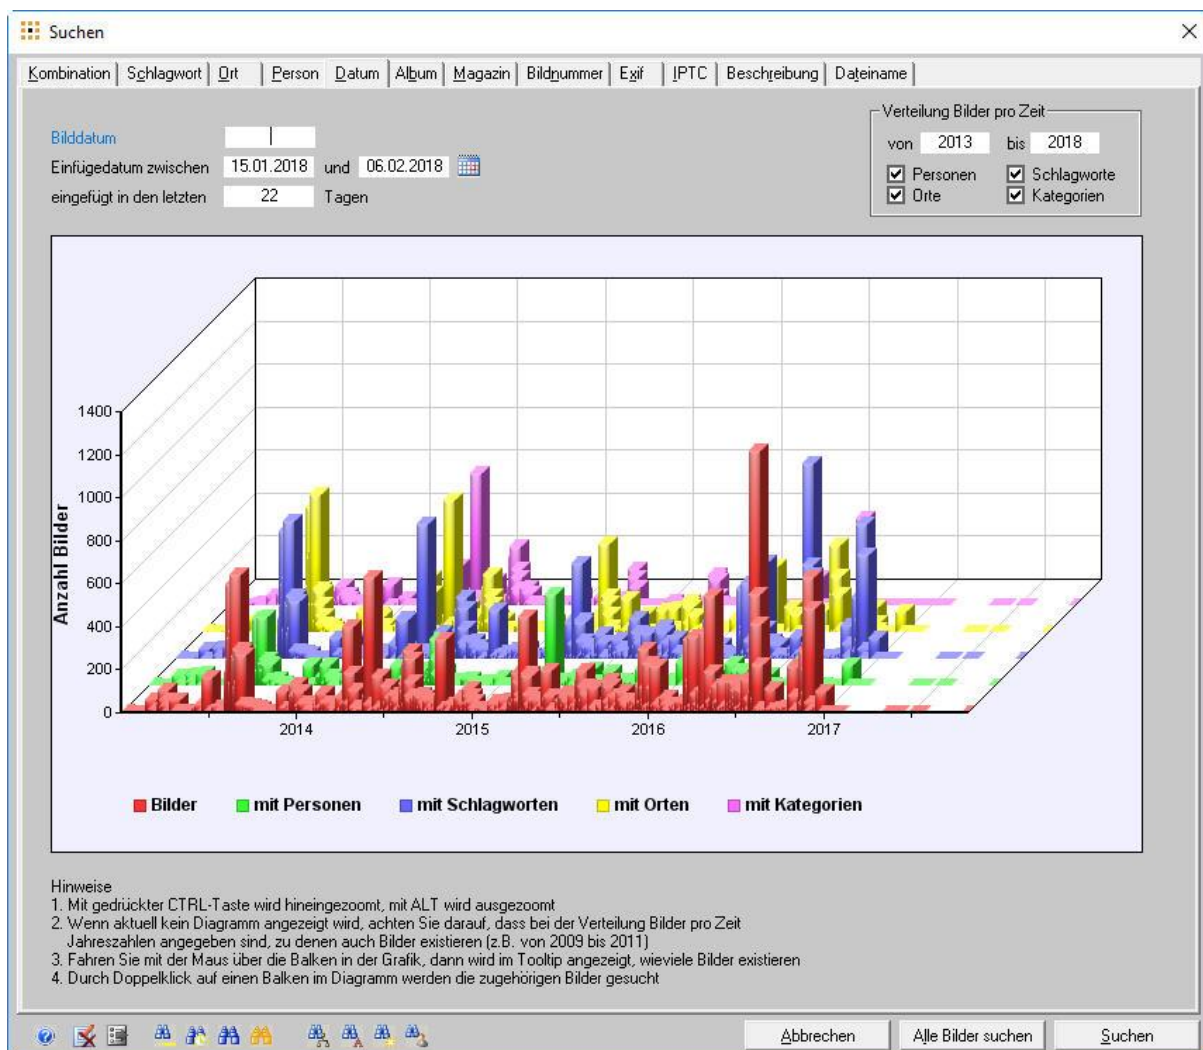 Suchen
Kombination Schlagwort Ort Person Datum Album Magazin Bildnummer Exif IPTC Beschreibung Dateiname
Verteilung Bilder pro Zeit
Bilddatum
von 2013 bis 2018
Einfügedatum zwischen 15.01.2018 und 06.02.2018
Personen Schlagworte
eingefügt in den letzten 22 Tagen
Orte Kategorien
1400
1200
1000
800
600
400
200
0
Anzahl Bilder
2014 2015 2016 2017
Bilder mit Personen mit Schlagworten mit Orten mit Kategorien
Hinweise
1. Mit gedrückter CTRL-Taste wird hineingezoomt, mit ALT wird ausgezoomt
2. Wenn aktuell kein Diagramm angezeigt wird, achten Sie darauf, dass bei der Verteilung Bilder pro Zeit
Jahreszahlen angegeben sind, zu denen auch Bilder existieren (z.B. von 2009 bis 2011)
3. Fahren Sie mit der Maus über die Balken in der Grafik, dann wird im Tooltip angezeigt, wieviele Bilder existieren
4. Durch Doppelklick auf einen Balken im Diagramm werden die zugehörigen Bilder gesucht
Abbrechen Alle Bilder suchen Suchen